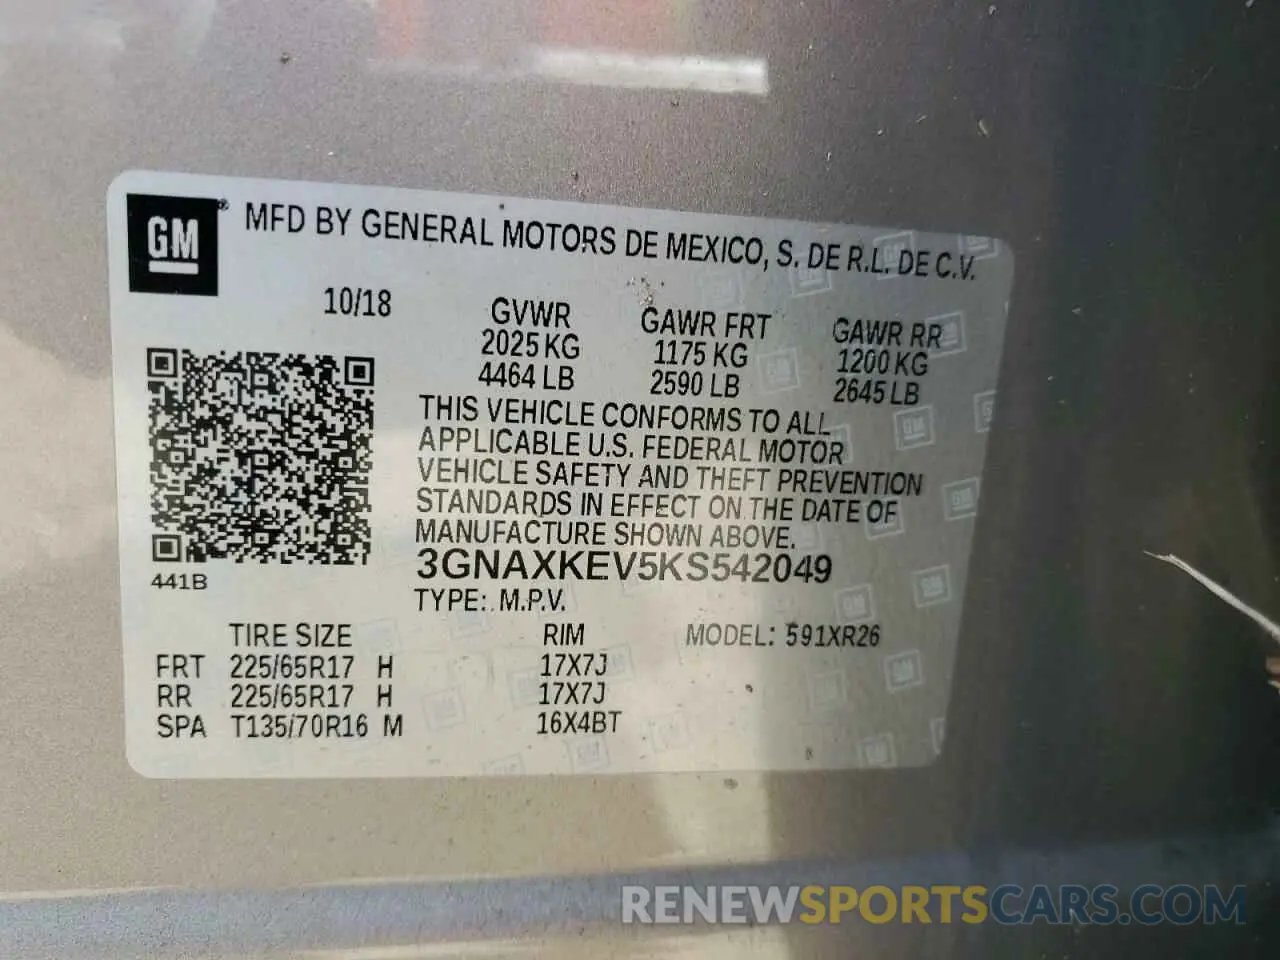 GM ® MFD BY GENERAL MOTORS DE MEXICO, S. DE R.L. DE C.V.
10/18 GVWR GAWR FRT GAWR RR
2025 KG 1175 KG 1200 KG
4464 LB 2590 LB 2645 LB
THIS VEHICLE CONFORMS TO ALL
APPLICABLE U.S. FEDERAL MOTOR
VEHICLE SAFETY AND THEFT PREVENTION
STANDARDS IN EFFECT ON THE DATE OF
MANUFACTURE SHOWN ABOVE.
3GNAXKEV5KS542049
441B
TYPE: M.P.V.
TIRE SIZE RIM MODEL: 591XR26
FRT 225/65R17 H 17X7J
RR 225/65R17 H 17X7J
SPA T135/70R16 M 16X4BT
RENEWSPORTSCARS.COM